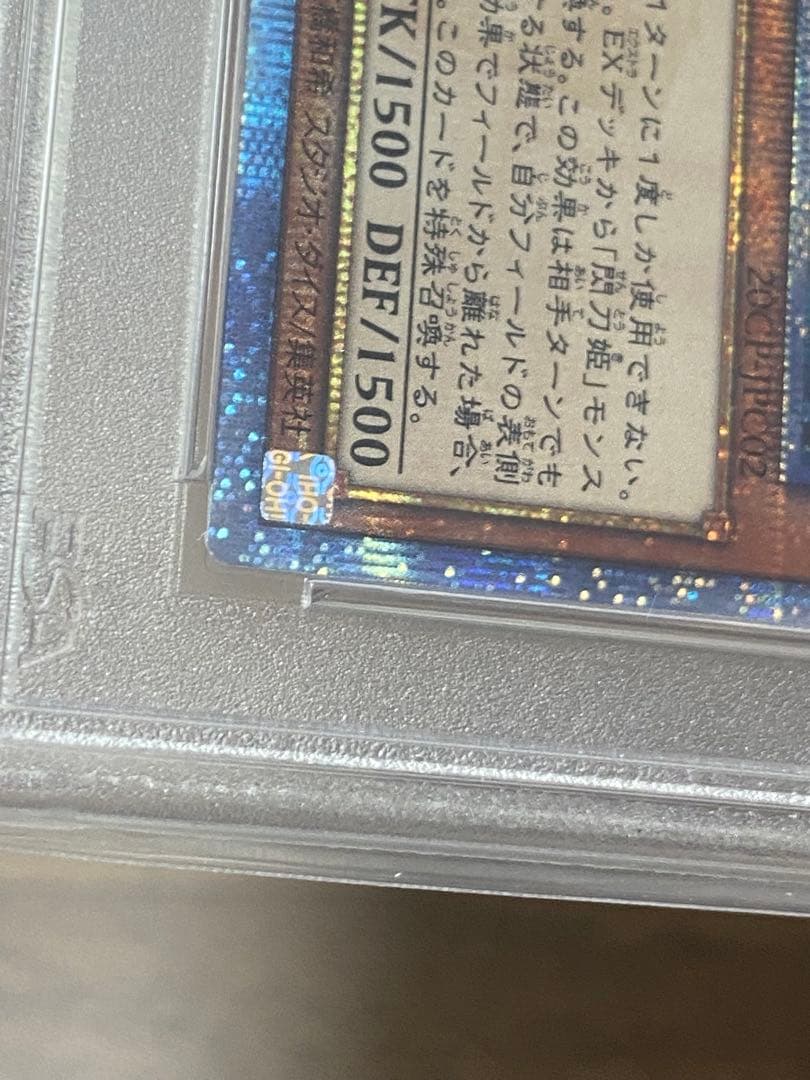 20CP-JPC02
1ターンに1度しか使用できない。
。EXデッキから「閃刀姫」モンス
する。この効果は相手ターンでも
る状態で、自分フィールドの表側
効果でフィールドから離れた場合、
。このカードを特殊召喚する。
TK/1500 DEF/1500
橋和希 スタジオ・ダイス/集英社